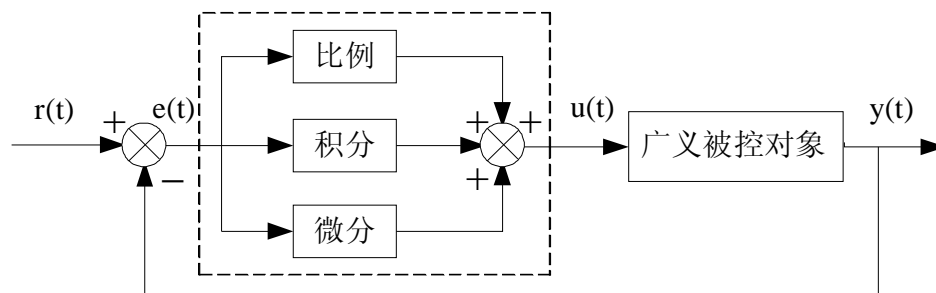 比例
r(t)
+
e(t)
+
+
u(t)
y(t)
积分
广义被控对象
−
+
微分